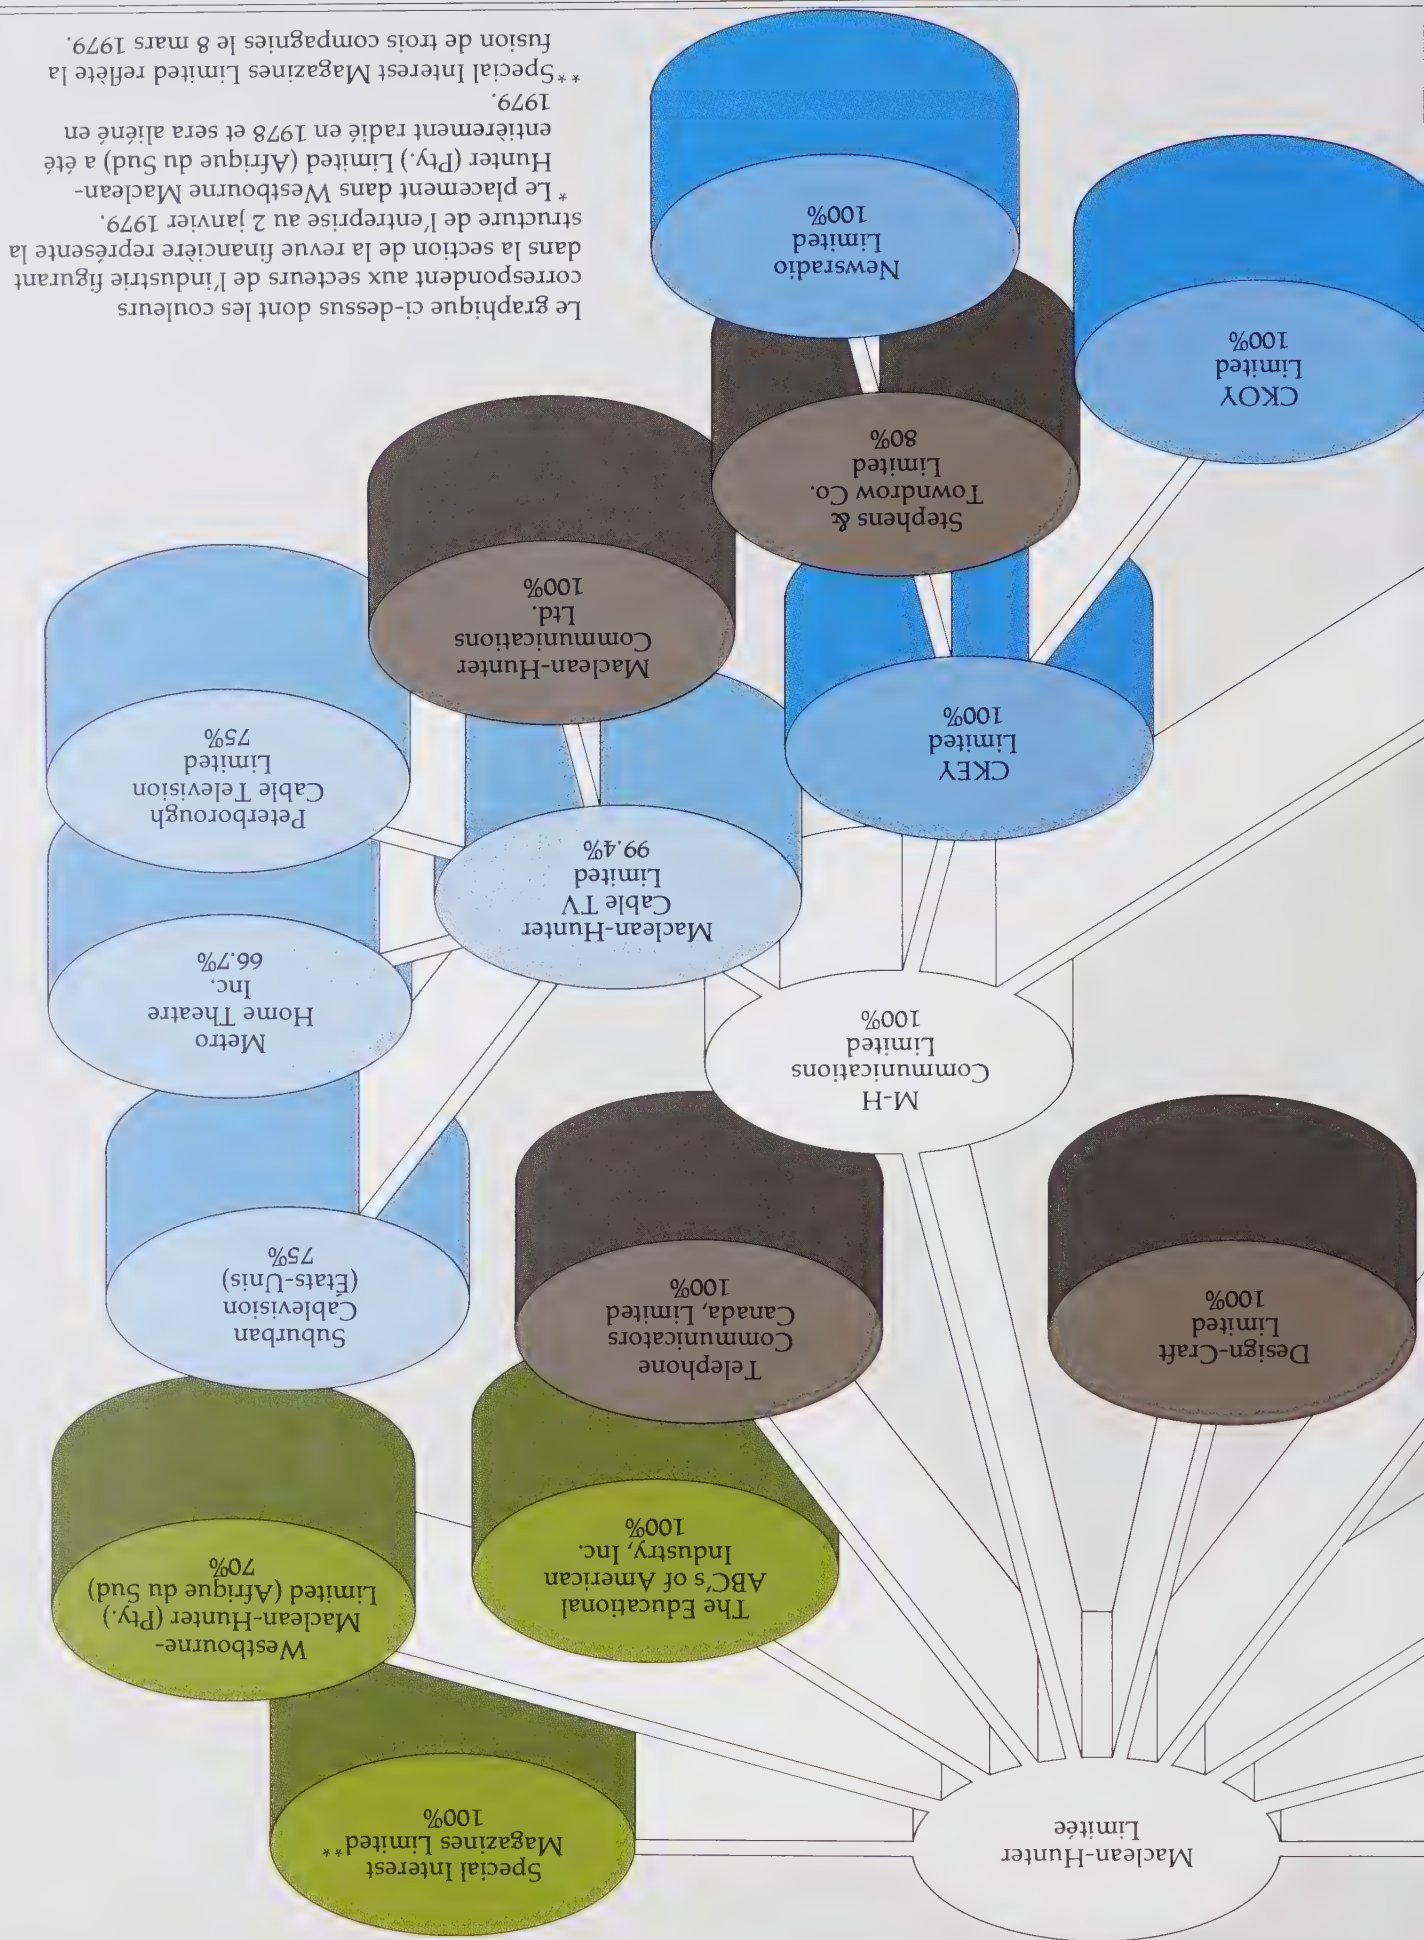 Maclean-Hunter
Limitée
Special Interest
Magazines Limited**
100%
Westbourne-
Maclean-Hunter (Pty.)
Limited (Afrique du Sud)
70%
The Educational
ABC's of American
Industry, Inc.
100%
Design-Craft
Limited
100%
Telephone
Communicators
Canada, Limited
100%
Suburban
Cablevision
(États-Unis)
75%
M-H
Communications
Limited
100%
Metro
Home Theatre
Inc.
66.7%
Maclean-Hunter
Cable TV
Limited
99.4%
Peterborough
Cable Television
Limited
75%
CKEY
Limited
100%
Maclean-Hunter
Communications
Ltd.
100%
Stephens &
Towndrow Co.
Limited
80%
CKOY
Limited
100%
Newsradio
Limited
100%
Le graphique ci-dessus dont les couleurs
correspondent aux secteurs de l'industrie figurant
dans la section de la revue financière représente la
structure de l'entreprise au 2 janvier 1979.
* Le placement dans Westbourne Maclean-
Hunter (Pty.) Limited (Afrique du Sud) a été
entièrement radié en 1978 et sera aliéné en
1979.
**Special Interest Magazines Limited reflète la
fusion de trois compagnies le 8 mars 1979.